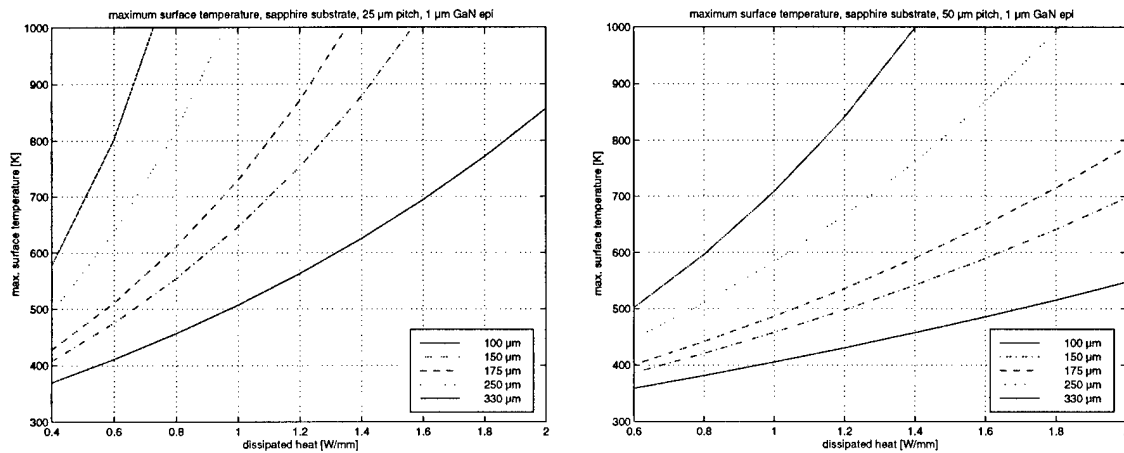 maximum surface temperature, sapphire substrate, 25 µm pitch, 1 µm GaN epi
max. surface temperature [K]
1000
900
800
700
600
500
400
300
0.4 0.6 0.8 1 1.2 1.4 1.6 1.8 2
dissipated heat [W/mm]
100 µm
150 µm
175 µm
250 µm
330 µm
maximum surface temperature, sapphire substrate, 50 µm pitch, 1 µm GaN epi
max. surface temperature [K]
1000
900
800
700
600
500
400
300
0.6 0.8 1 1.2 1.4 1.6 1.8
dissipated heat [W/mm]
100 µm
150 µm
175 µm
250 µm
330 µm